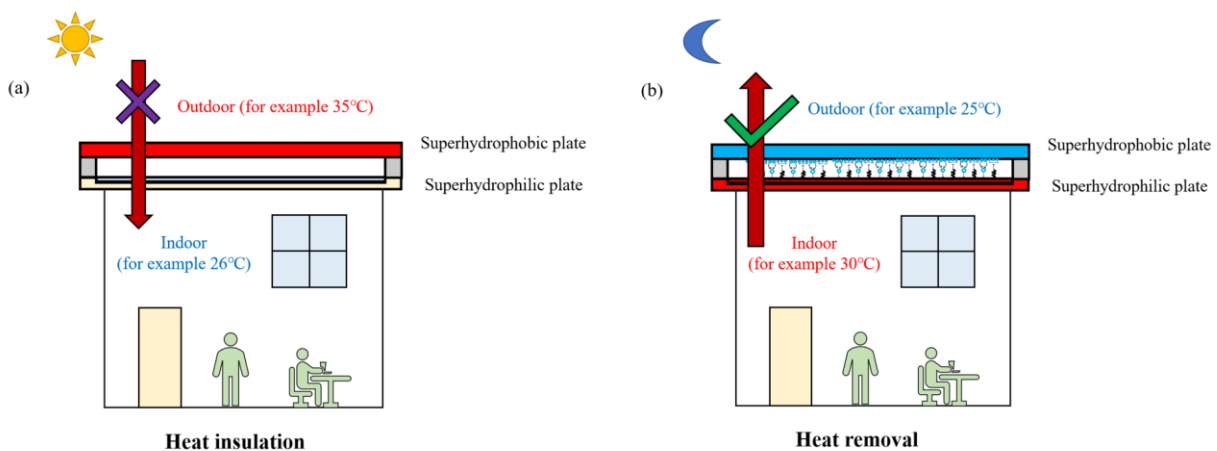 (a)
Outdoor (for example 35℃)
Superhydrophobic plate
Superhydrophilic plate
Indoor
(for example 26℃)
Heat insulation
(b)
Outdoor (for example 25℃)
Superhydrophobic plate
Superhydrophilic plate
Indoor
(for example 30℃)
Heat removal